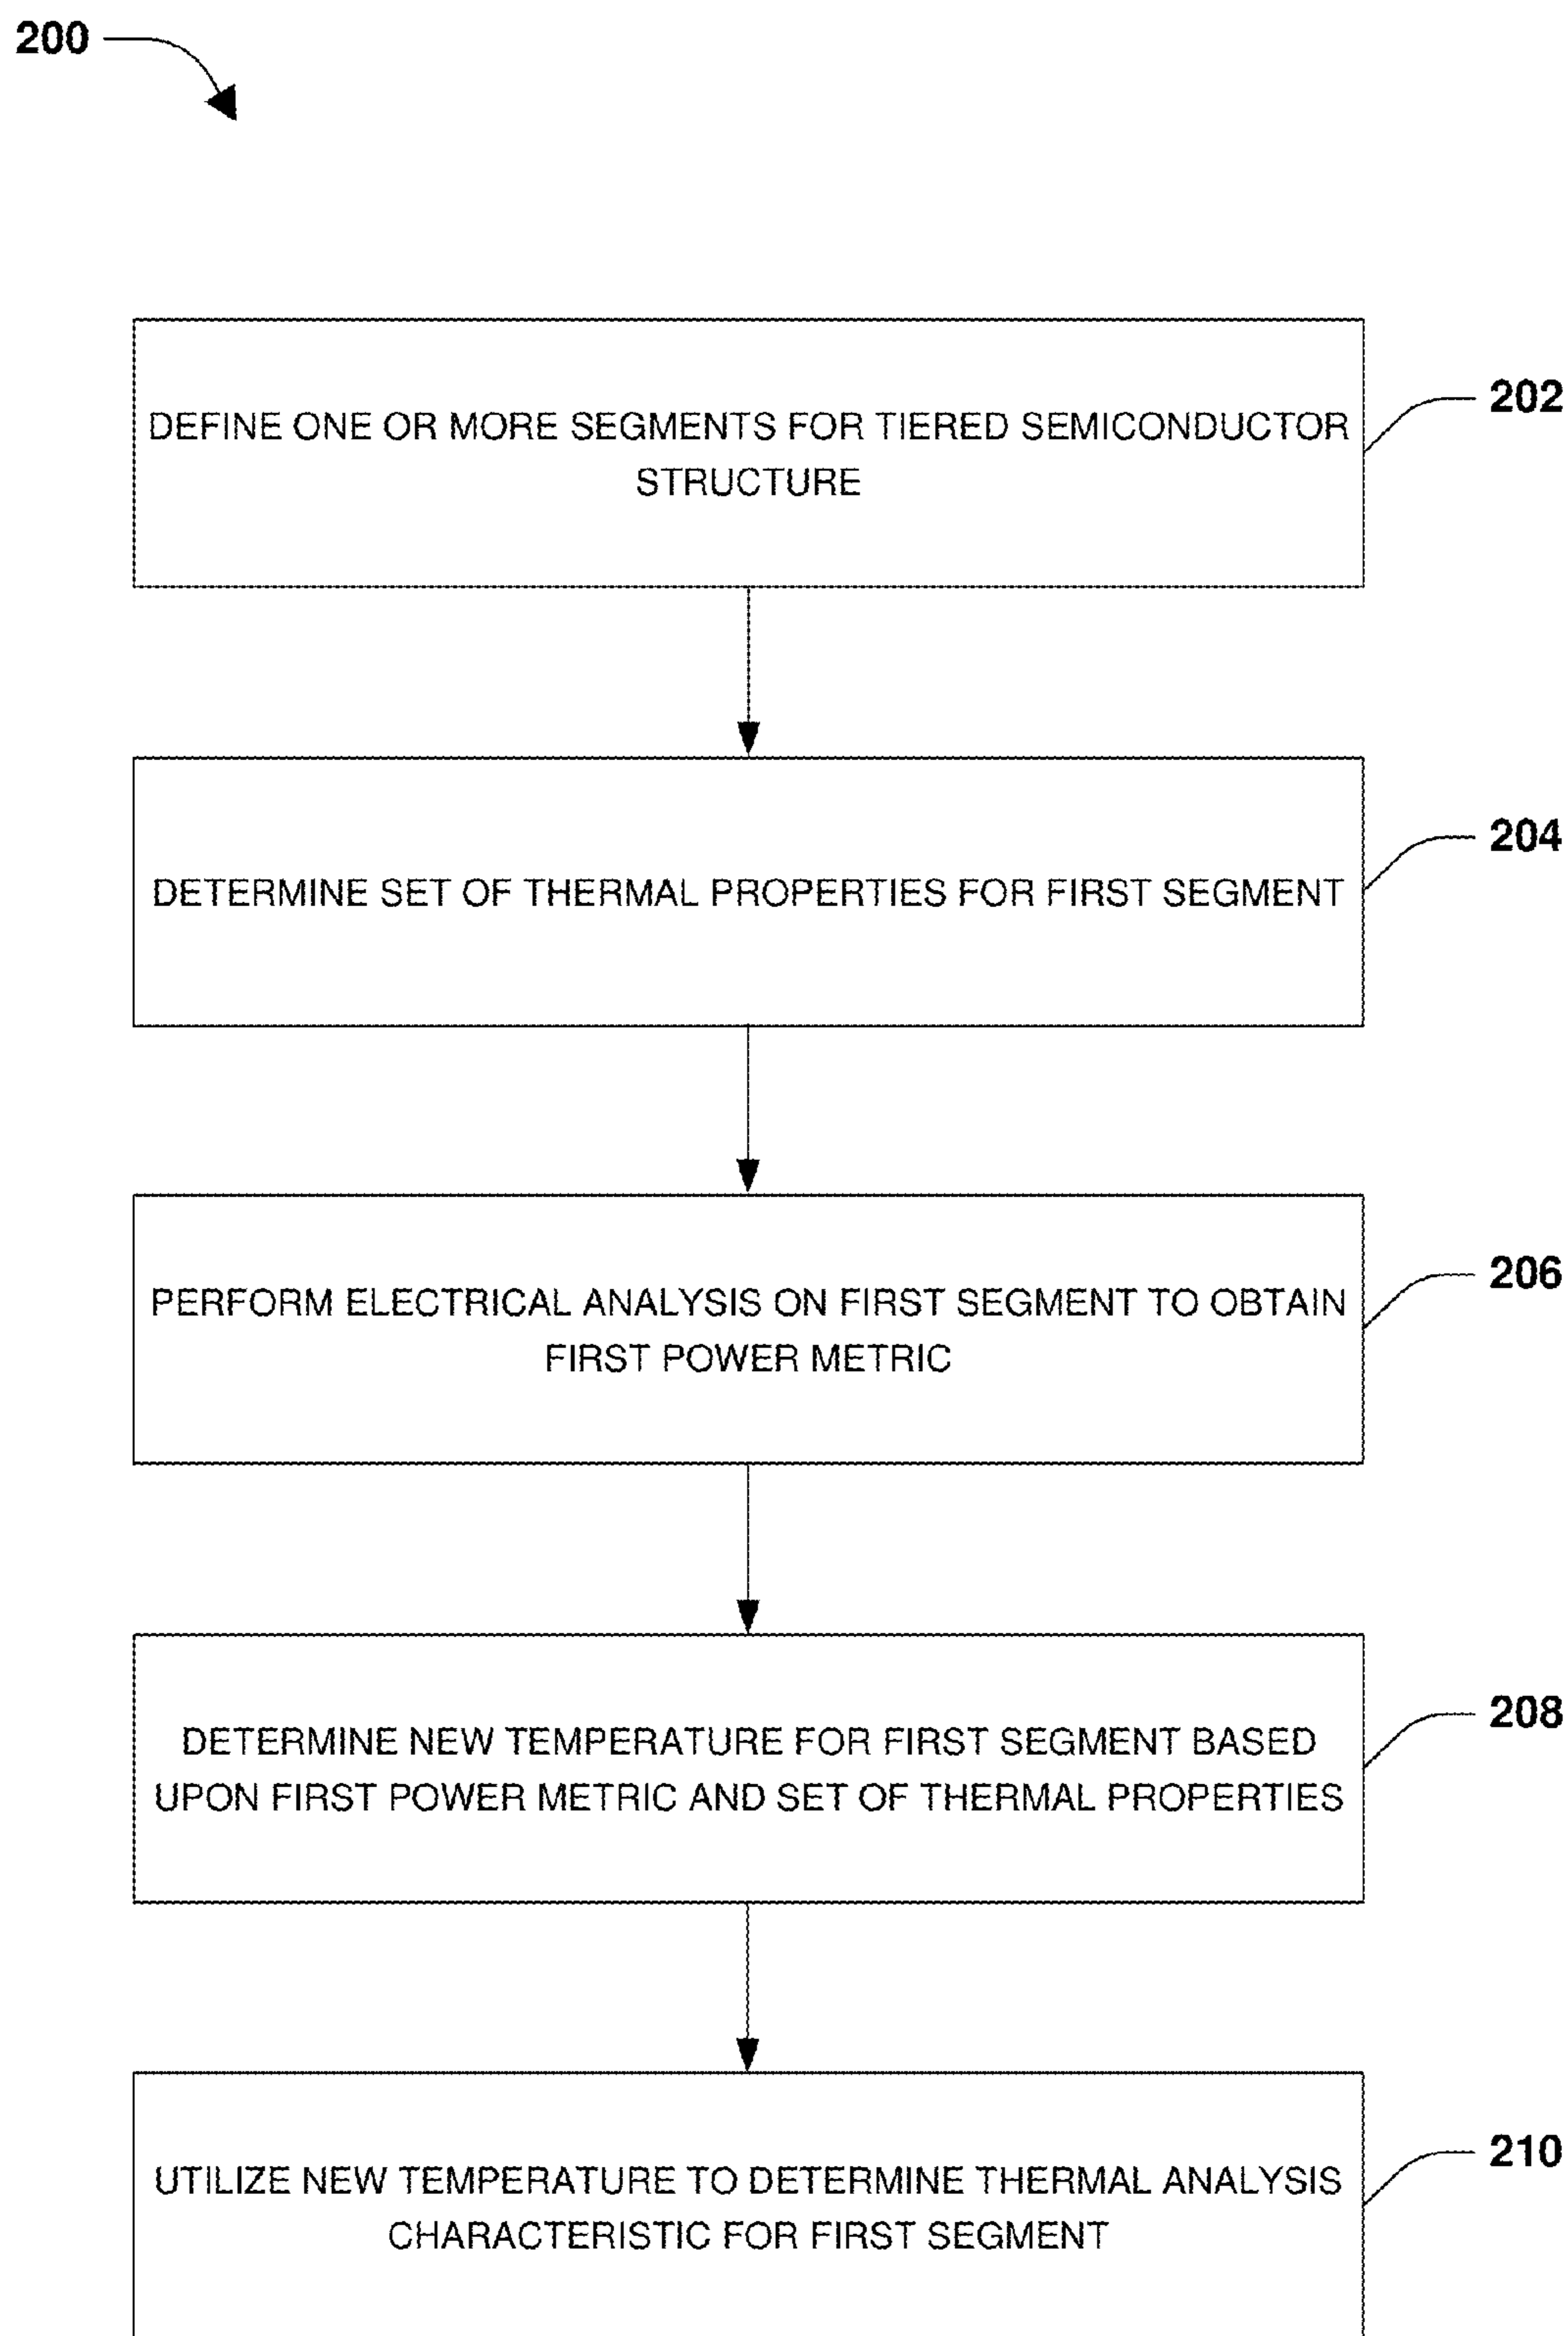 200
DEFINE ONE OR MORE SEGMENTS FOR TIERED SEMICONDUCTOR
STRUCTURE
202
DETERMINE SET OF THERMAL PROPERTIES FOR FIRST SEGMENT
204
PERFORM ELECTRICAL ANALYSIS ON FIRST SEGMENT TO OBTAIN
FIRST POWER METRIC
206
DETERMINE NEW TEMPERATURE FOR FIRST SEGMENT BASED
UPON FIRST POWER METRIC AND SET OF THERMAL PROPERTIES
208
UTILIZE NEW TEMPERATURE TO DETERMINE THERMAL ANALYSIS
CHARACTERISTIC FOR FIRST SEGMENT
210